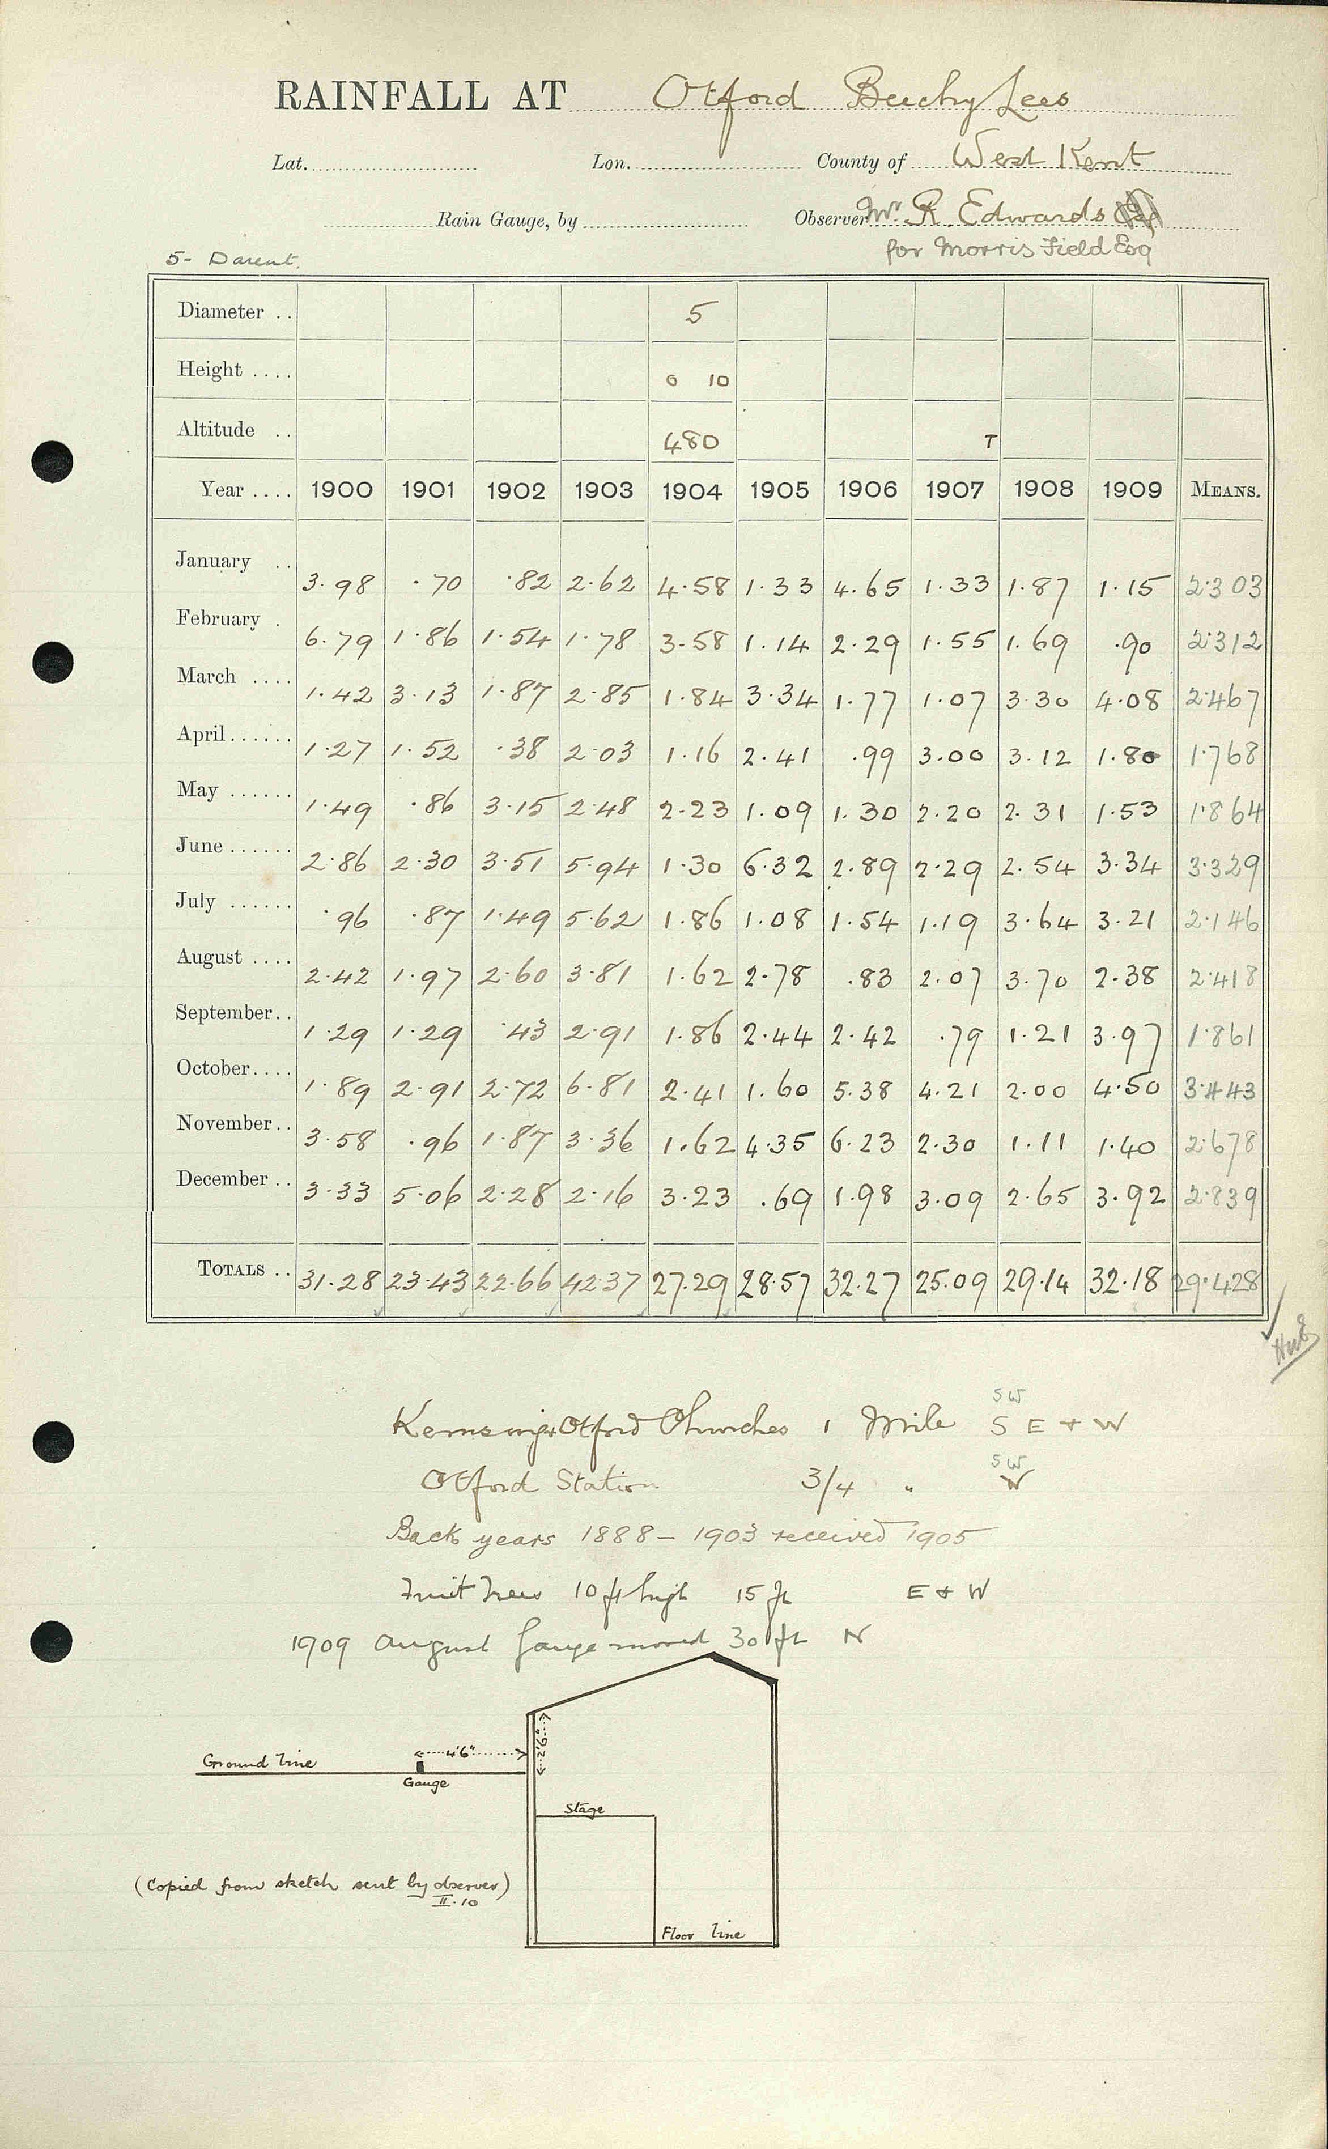 RAINFALL AT Otford Beechy Lees
Lat. Lon. County of West Kent
Rain Gauge, by Observer Mr. R. Edwards
for Morris Field Esq
5- Darent.
Diameter .. 5
Height .... 0 10
Altitude .. 480 T
Year .... 1900 1901 1902 1903 1904 1905 1906 1907 1908 1909 MEANS.
January .. 3.98 .70 .82 2.62 4.58 1.33 4.65 1.33 1.87 1.15 2.303
February . 6.79 1.86 1.54 1.78 3.58 1.14 2.29 1.55 1.69 .90 2.312
March .... 1.42 3.13 1.87 2.85 1.84 3.34 1.77 1.07 3.30 4.08 2.467
April...... 1.27 1.52 .38 2.03 1.16 2.41 .99 3.00 3.12 1.80 1.768
May ...... 1.49 .86 3.15 2.48 2.23 1.09 1.30 2.20 2.31 1.53 1.864
June ...... 2.86 2.30 3.51 5.94 1.30 6.32 2.89 2.29 2.54 3.34 3.329
July ...... .96 .87 1.49 5.62 1.86 1.08 1.54 1.19 3.64 3.21 2.146
August .... 2.42 1.97 2.60 3.81 1.62 2.78 .83 2.07 3.70 2.38 2.418
September.. 1.29 1.29 .43 2.91 1.86 2.44 2.42 .79 1.21 3.97 1.861
October.... 1.89 2.91 2.72 6.81 2.41 1.60 5.38 4.21 2.00 4.50 3.443
November.. 3.58 .96 1.87 3.36 1.62 4.35 6.23 2.30 1.11 1.40 2.678
December .. 3.33 5.06 2.28 2.16 3.23 .69 1.98 3.09 2.65 3.92 2.839
TOTALS .. 31.28 23.43 22.66 42.37 27.29 28.57 32.27 25.09 29.14 32.18 29.428
SW
Kemsing & Otford Churches 1 Mile S E & W
SW
Otford Station 3/4 " W
Back years 1888 - 1903 received 1905
Fruit trees 10 ft high 15 ft E & W
1909 August Gauge moved 30 ft N
Ground line
4'6"
2'6"
Gauge
Stage
(Copied from sketch sent by observer)
II.10
Floor line